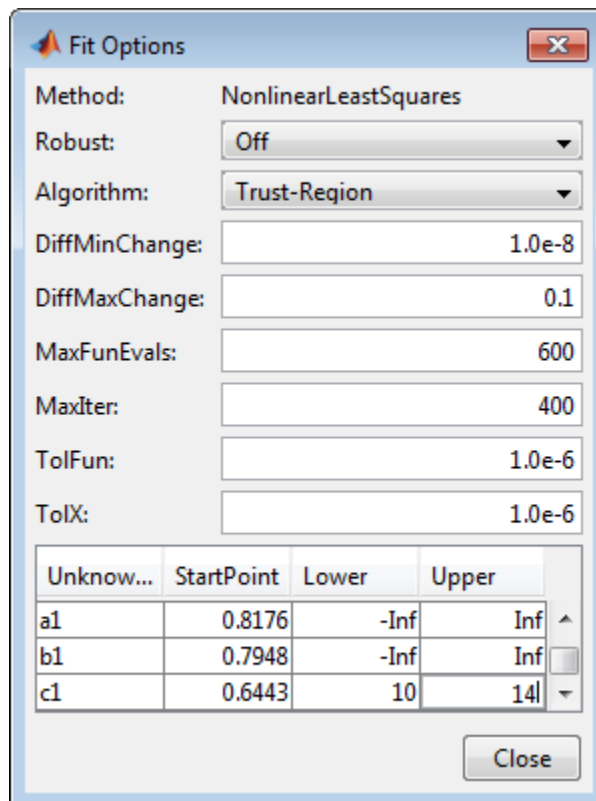 Fit Options
Method: NonlinearLeastSquares
Robust: Off
Algorithm: Trust-Region
DiffMinChange: 1.0e-8
DiffMaxChange: 0.1
MaxFunEvals: 600
MaxIter: 400
TolFun: 1.0e-6
TolX: 1.0e-6
Unknow... StartPoint Lower Upper
a1 0.8176 -Inf Inf
b1 0.7948 -Inf Inf
c1 0.6443 10 14
Close